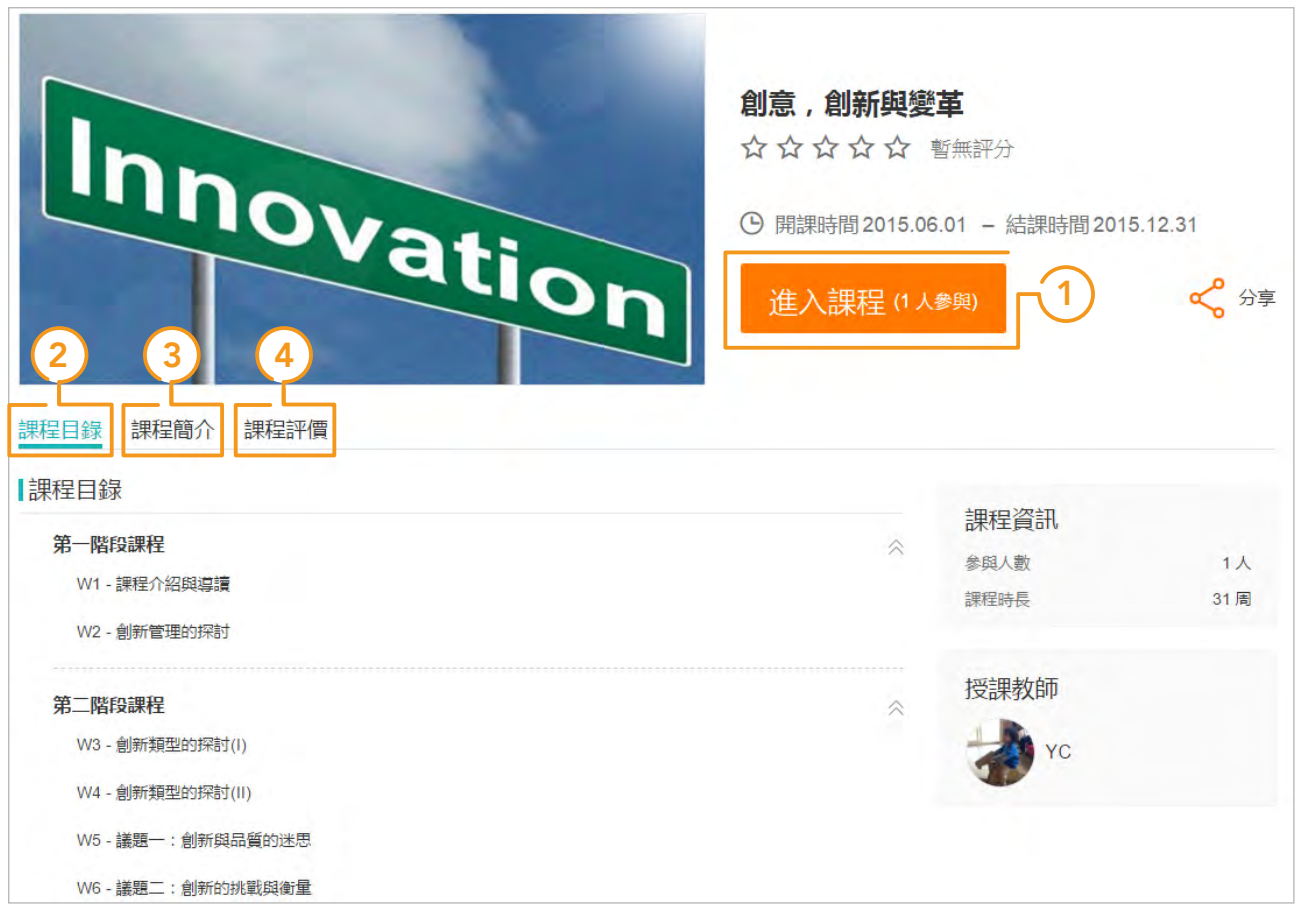 Innovation
創意，創新與變革
暫無評分
開課時間 2015.06.01 – 結課時間 2015.12.31
進入課程 (1 人參與)
1
分享
2
3
4
課程目錄
課程簡介
課程評價
課程目錄
第一階段課程
W1 - 課程介紹與導讀
W2 - 創新管理的探討
第二階段課程
W3 - 創新類型的探討(I)
W4 - 創新類型的探討(II)
W5 - 議題一：創新與品質的迷思
W6 - 議題二：創新的挑戰與衡量
課程資訊
參與人數 1 人
課程時長 31 周
授課教師
YC